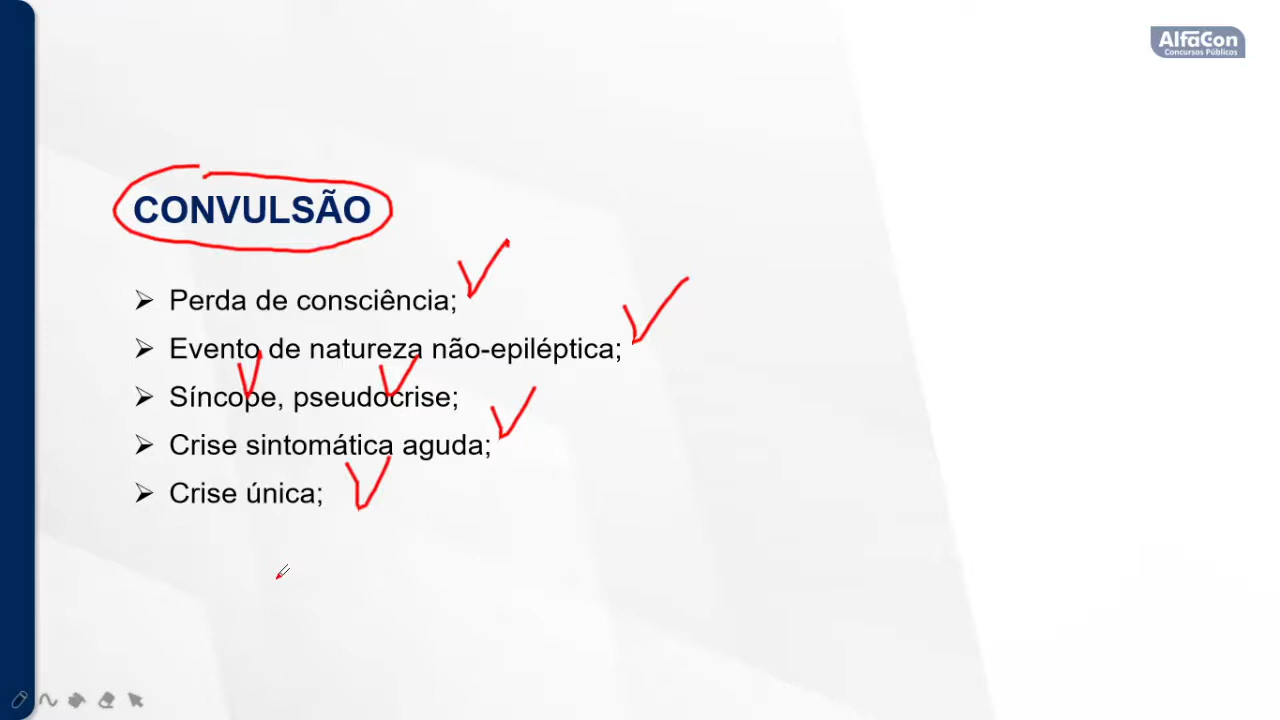 AlfaCon
Concursos Públicos
CONVULSÃO
Perda de consciência;
Evento de natureza não-epiléptica;
Síncope, pseudocrise;
Crise sintomática aguda;
Crise única;